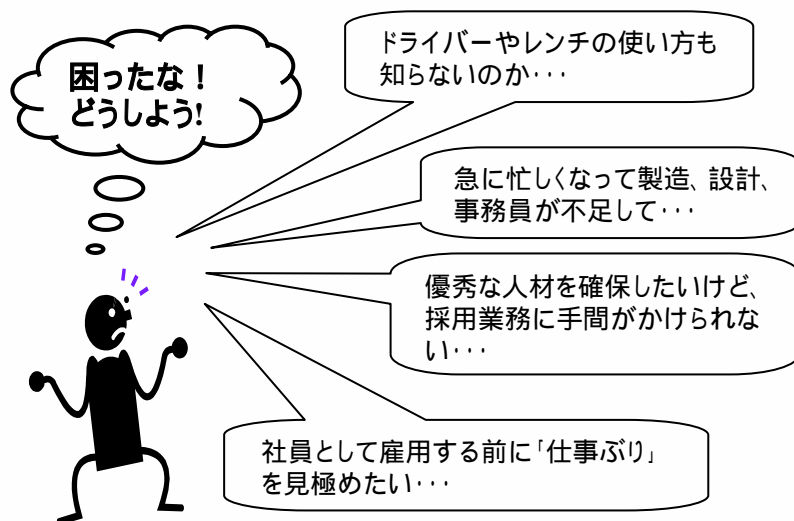 困ったな！
どうしよう!
ドライバーやレンチの使い方も
知らないのか･･･
急に忙しくなって製造、設計、
事務員が不足して･･･
優秀な人材を確保したいけど、
採用業務に手間がかけられな
い･･･
社員として雇用する前に「仕事ぶり」
を見極めたい･･･